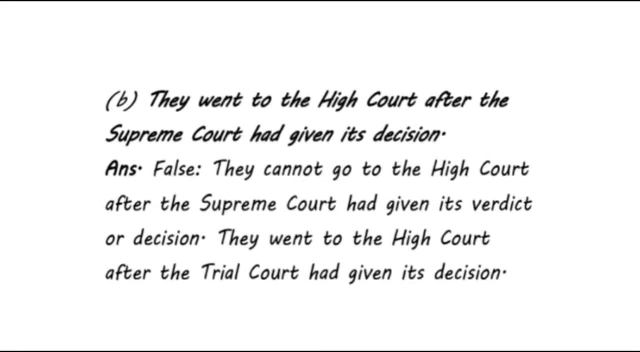 (b) They went to the High Court after the
Supreme Court had given its decision.
Ans. False: They cannot go to the High Court
after the Supreme Court had given its verdict
or decision. They went to the High Court
after the Trial Court had given its decision.